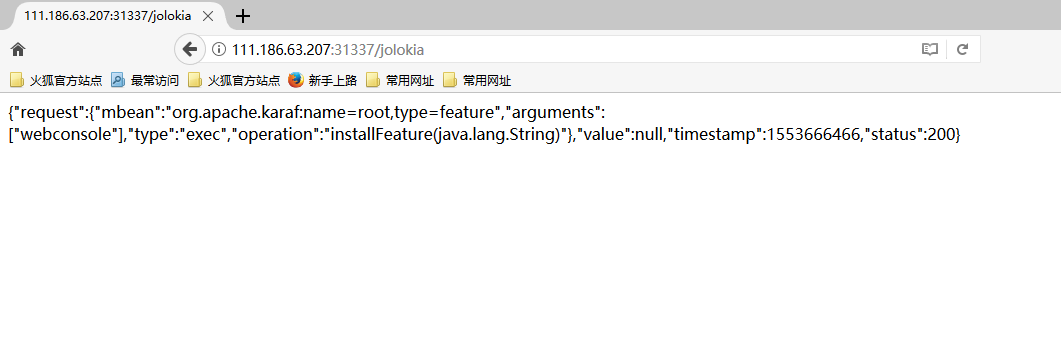 111.186.63.207:31337/jolokia
111.186.63.207:31337/jolokia
火狐官方站点 最常访问 火狐官方站点 新手上路 常用网址 常用网址
{"request":{"mbean":"org.apache.karaf:name=root,type=feature","arguments":
["webconsole"],"type":"exec","operation":"installFeature(java.lang.String)"},"value":null,"timestamp":1553666466,"status":200}